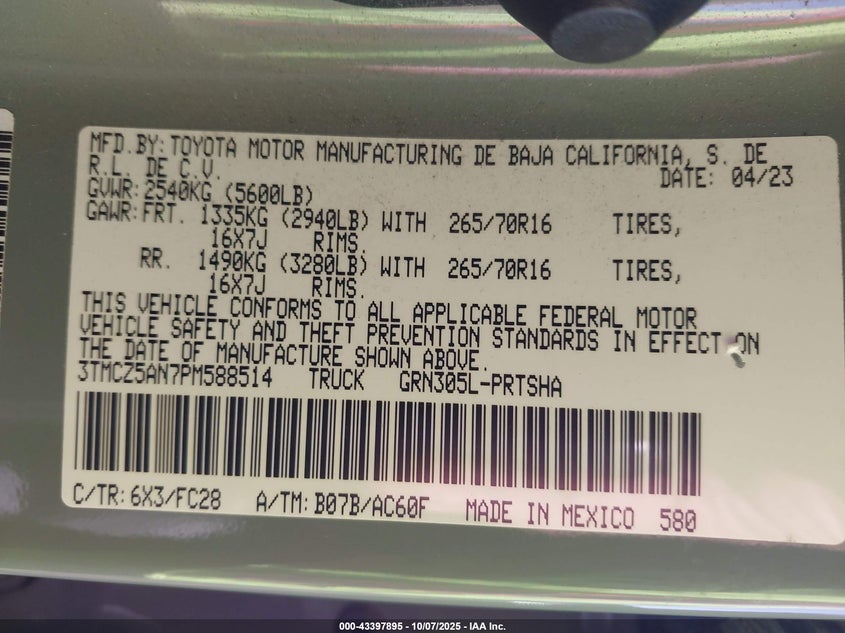 MFD.BY: TOYOTA MOTOR MANUFACTURING DE BAJA CALIFORNIA, S. DE
R.L. DE C.V. DATE: 04/23
GVWR: 2540KG (5600LB)
GAWR: FRT. 1335KG (2940LB) WITH 265/70R16 TIRES,
16X7J RIMS.
RR. 1490KG (3280LB) WITH 265/70R16 TIRES,
16X7J RIMS.
THIS VEHICLE CONFORMS TO ALL APPLICABLE FEDERAL MOTOR
VEHICLE SAFETY AND THEFT PREVENTION STANDARDS IN EFFECT ON
THE DATE OF MANUFACTURE SHOWN ABOVE.
3TMCZ5AN7PM588514 TRUCK GRN305L-PRTSHA
C/TR: 6X3/FC28 A/TM: B07B/AC60F MADE IN MEXICO 580
000-43397895 - 10/07/2025 - IAA Inc.